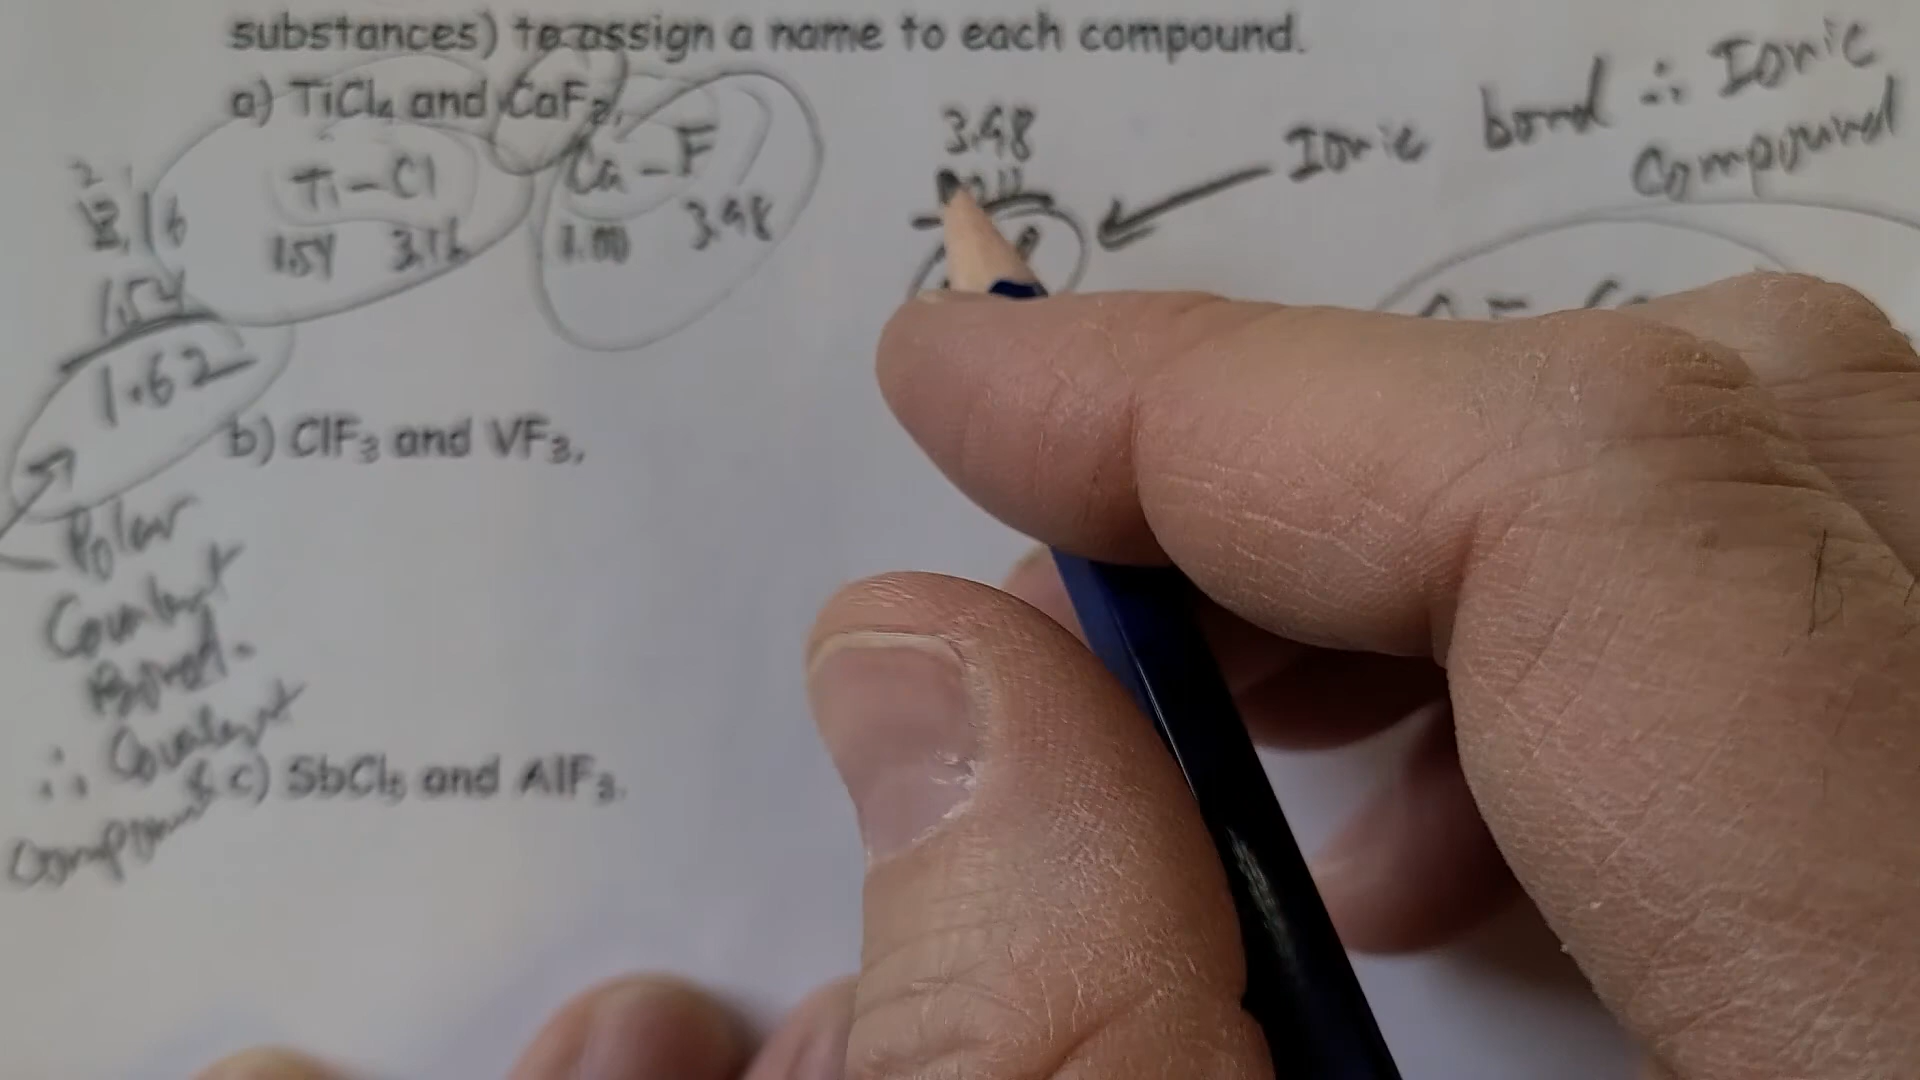 substances) to assign a name to each compound.
a) TiCl₄ and CaF₂,
Ti-Cl
1.54 3.16
Ca-F
1.00 3.98
3.98
Ionic bond ∴ Ionic
Compound
3.16
1.54
1.62
Polar
Covalent
Bond.
∴ Covalent
Compound
b) ClF₃ and VF₃,
& c) SbCl₅ and AlF₃.